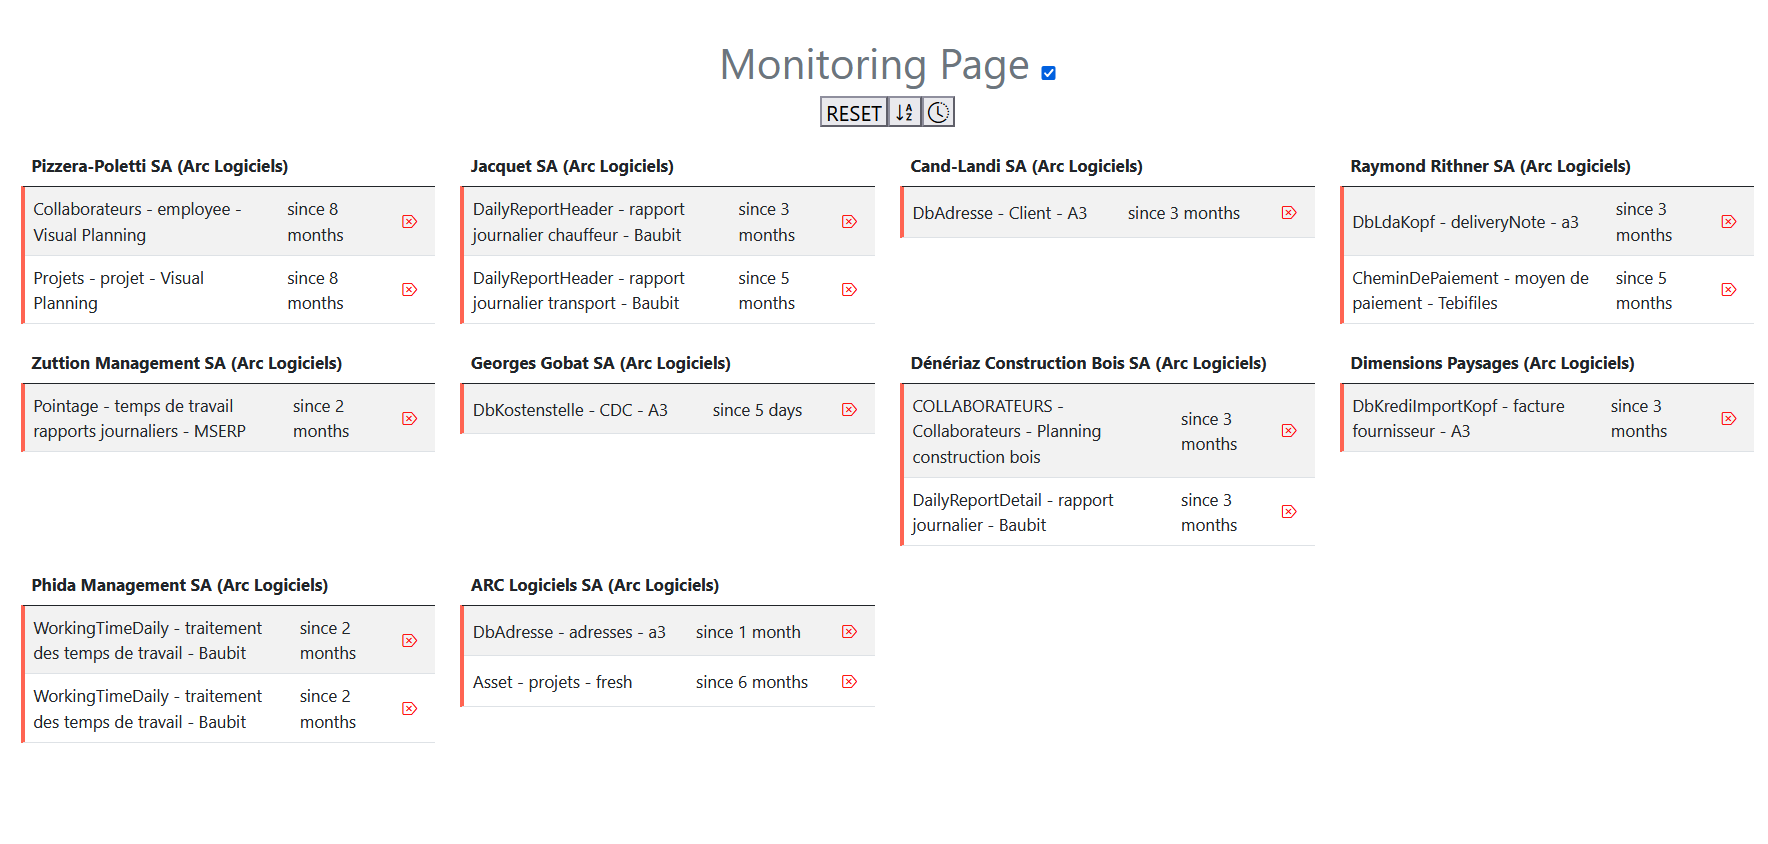 Monitoring Page
RESET
Pizzera-Poletti SA (Arc Logiciels)
Collaborateurs - employee -
Visual Planning
since 8
months
Projets - projet - Visual
Planning
since 8
months
Jacquet SA (Arc Logiciels)
DailyReportHeader - rapport
journalier chauffeur - Baubit
since 3
months
DailyReportHeader - rapport
journalier transport - Baubit
since 5
months
Cand-Landi SA (Arc Logiciels)
DbAdresse - Client - A3
since 3 months
Raymond Rithner SA (Arc Logiciels)
DbLdaKopf - deliveryNote - a3
since 3
months
CheminDePaiement - moyen de
paiement - Tebifiles
since 5
months
Zuttion Management SA (Arc Logiciels)
Pointage - temps de travail
rapports journaliers - MSERP
since 2
months
Georges Gobat SA (Arc Logiciels)
DbKostenstelle - CDC - A3
since 5 days
Dénériaz Construction Bois SA (Arc Logiciels)
COLLABORATEURS -
Collaborateurs - Planning
construction bois
since 3
months
DailyReportDetail - rapport
journalier - Baubit
since 3
months
Dimensions Paysages (Arc Logiciels)
DbKrediImportKopf - facture
fournisseur - A3
since 3
months
Phida Management SA (Arc Logiciels)
WorkingTimeDaily - traitement
des temps de travail - Baubit
since 2
months
WorkingTimeDaily - traitement
des temps de travail - Baubit
since 2
months
ARC Logiciels SA (Arc Logiciels)
DbAdresse - adresses - a3
since 1 month
Asset - projets - fresh
since 6 months